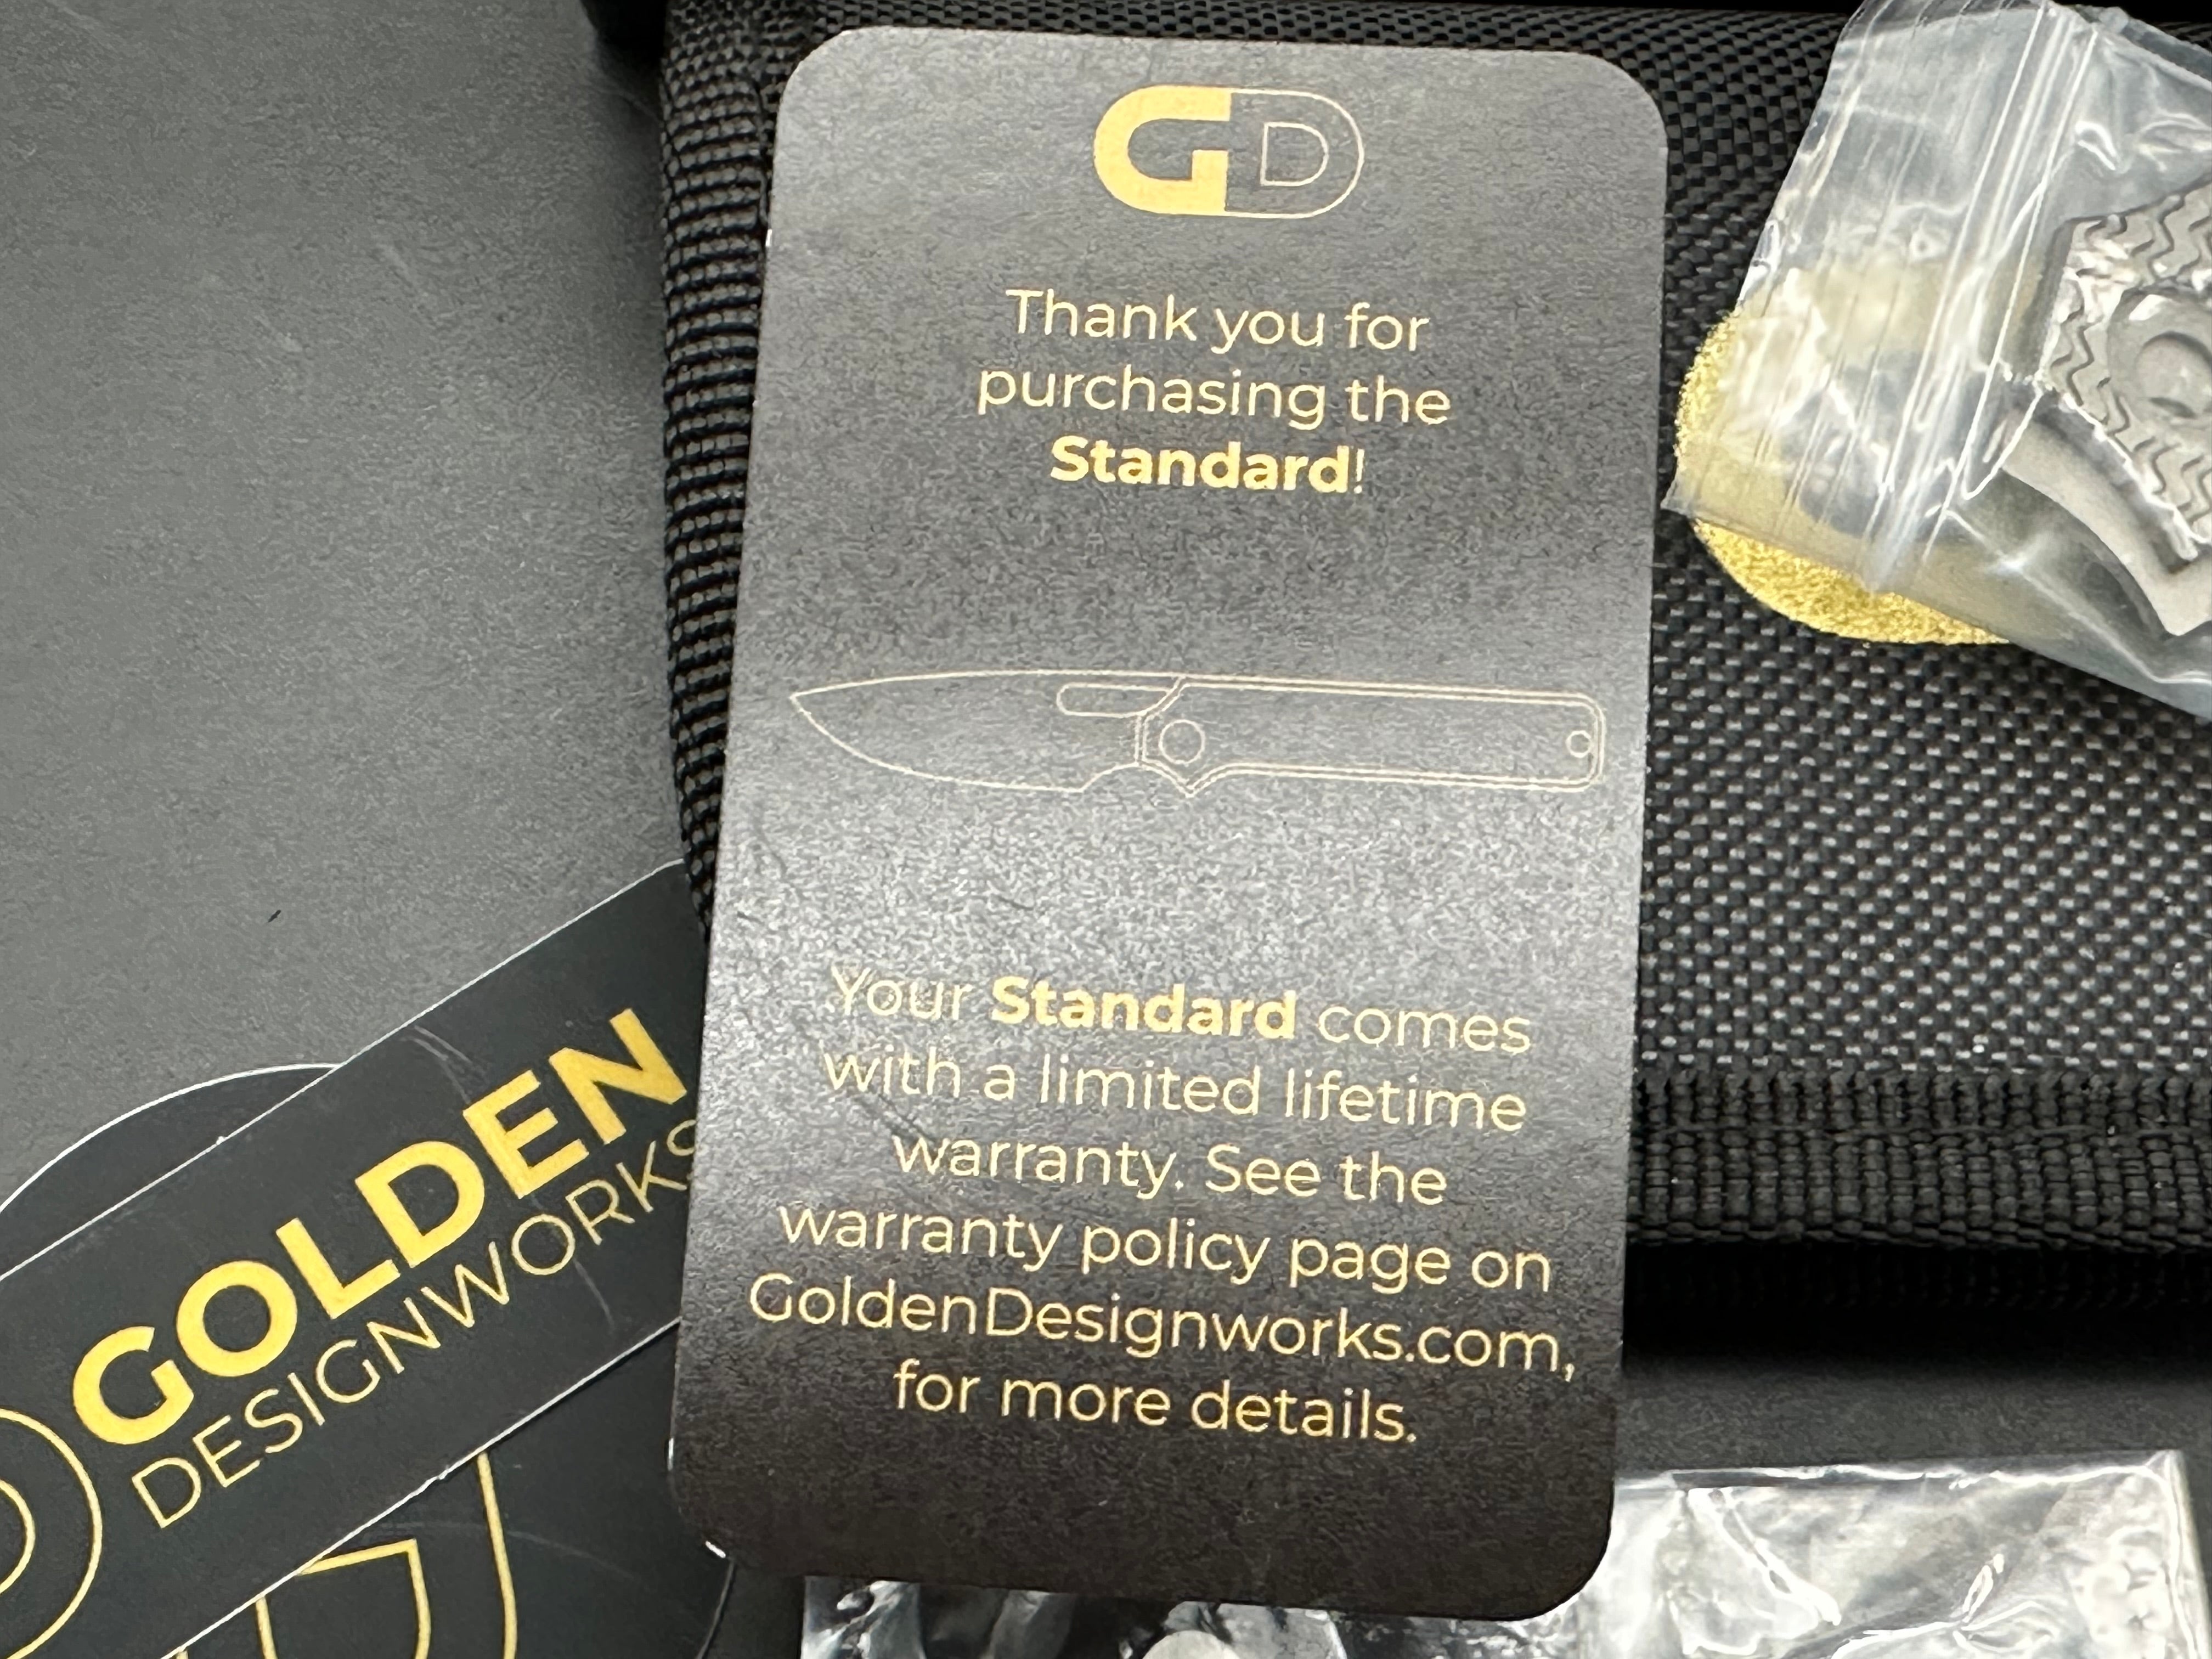 GD
Thank you for
purchasing the
Standard!
Your Standard comes
with a limited lifetime
warranty. See the
warranty policy page on
GoldenDesignworks.com,
for more details.
GOLDEN
DESIGNWORKS